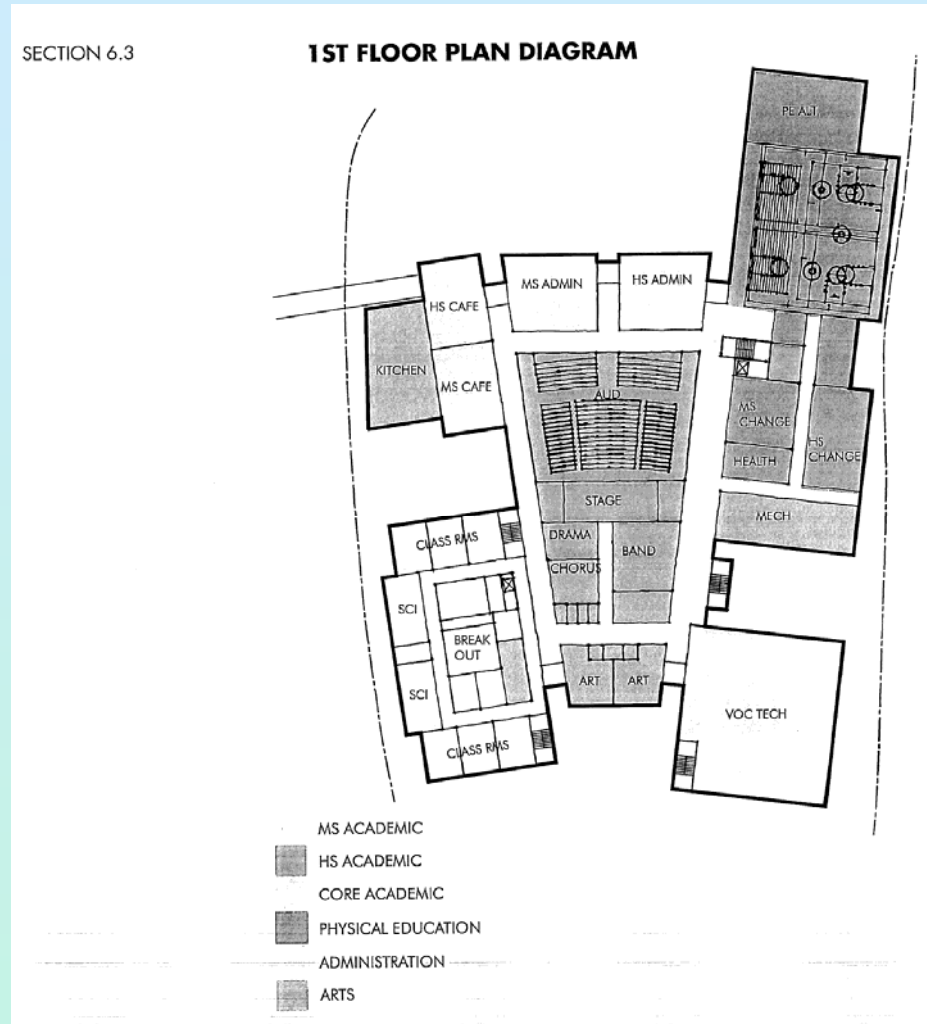 SECTION 6.3
1ST FLOOR PLAN DIAGRAM
PE ALT
MS ADMIN
HS ADMIN
HS CAFE
KITCHEN
MS CAFE
AUD
MS
CHANGE
HS
CHANGE
HEALTH
STAGE
MECH
CLASS RMS
DRAMA
BAND
CHORUS
SCI
BREAK
OUT
SCI
ART
ART
VOC TECH
CLASS RMS
MS ACADEMIC
HS ACADEMIC
CORE ACADEMIC
PHYSICAL EDUCATION
ADMINISTRATION
ARTS